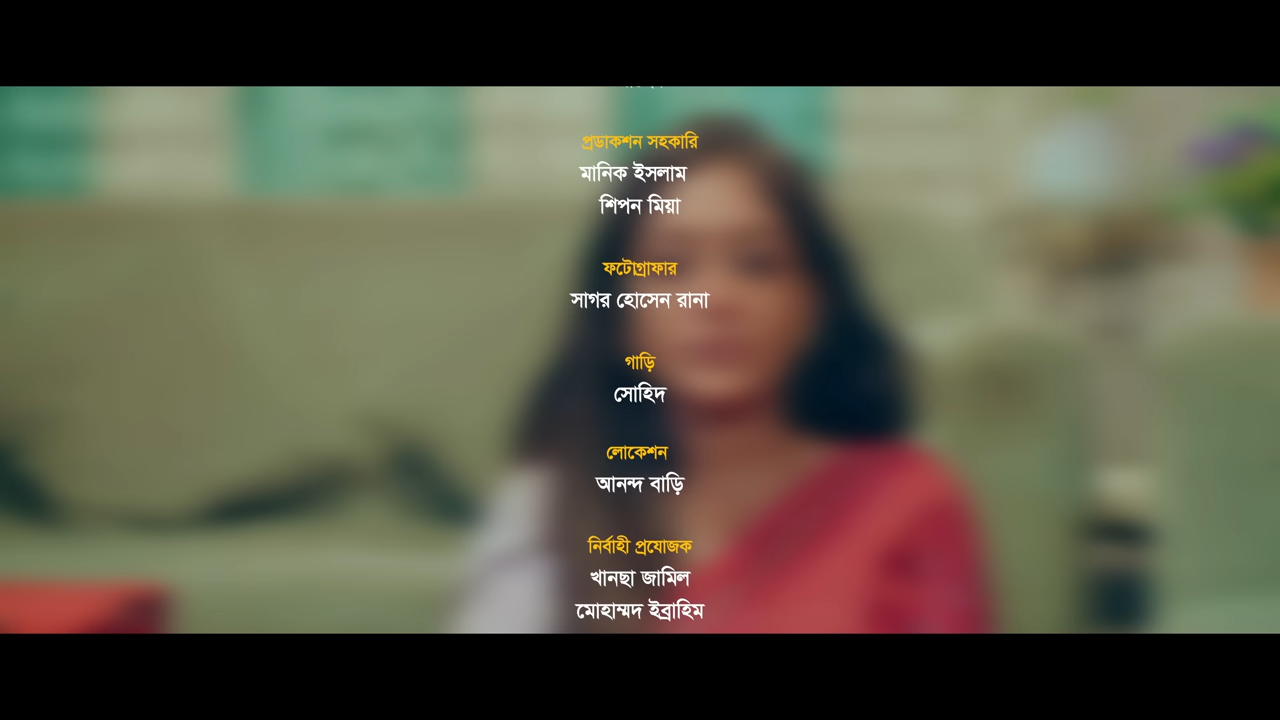 প্রডাকশন সহকারি
মানিক ইসলাম
শিপন মিয়া
ফটোগ্রাফার
সাগর হোসেন রানা
গাড়ি
সোহিদ
লোকেশন
আনন্দ বাড়ি
নির্বাহী প্রযোজক
খানছা জামিল
মোহাম্মদ ইব্রাহিম